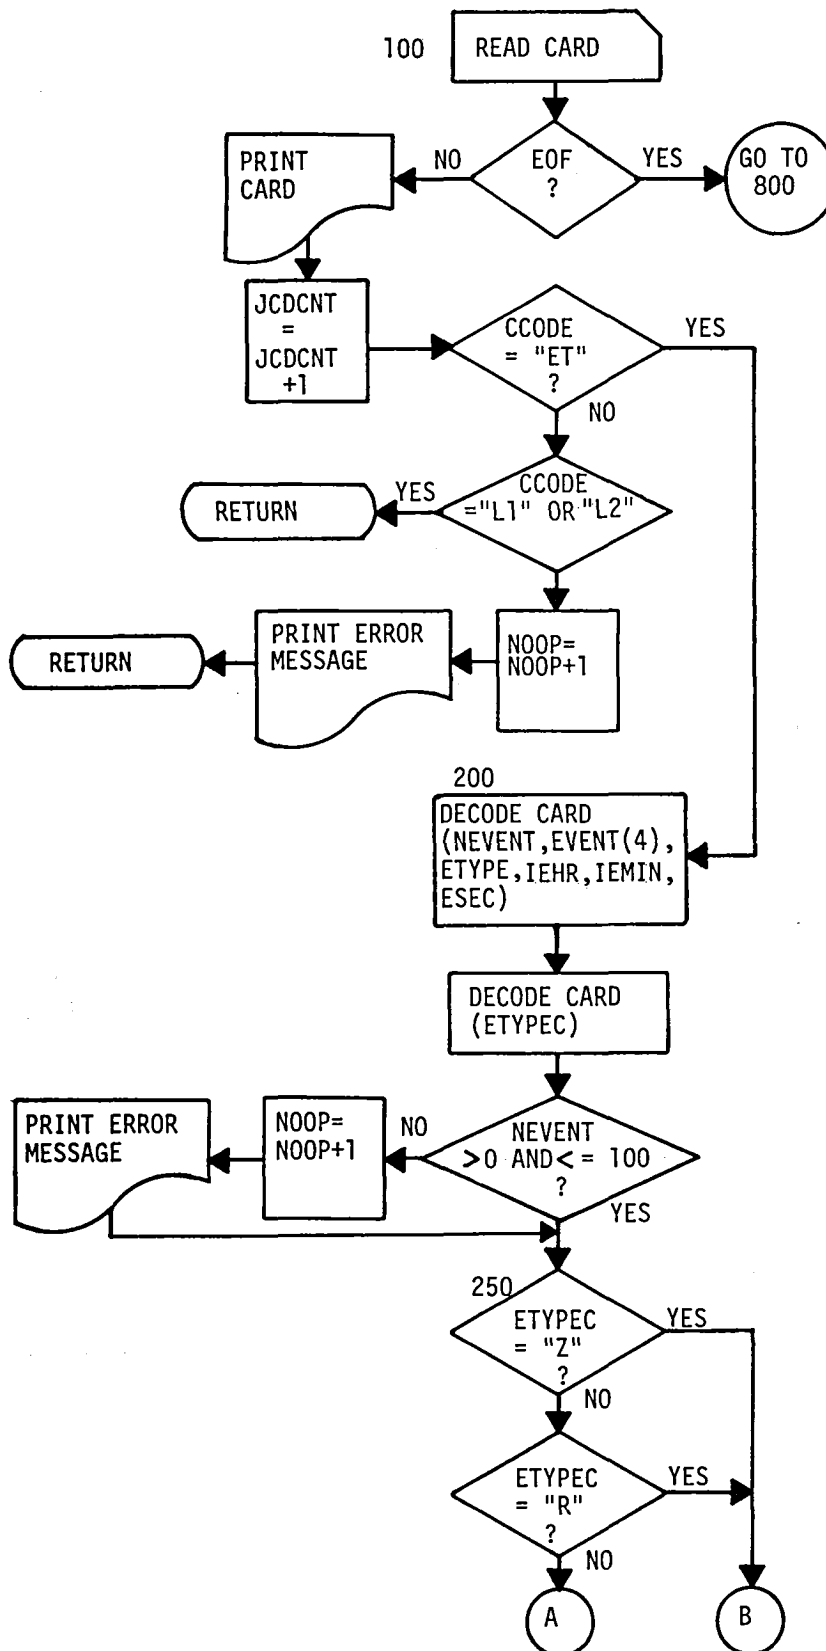 100
READ CARD
PRINT
CARD
NO
EOF
?
YES
GO TO
800
JCDCNT
=
JCDCNT
+1
CCODE
= "ET"
?
YES
NO
CCODE
="L1" OR "L2"
YES
RETURN
NOOP=
NOOP+1
PRINT ERROR
MESSAGE
RETURN
200
DECODE CARD
(NEVENT,EVENT(4),
ETYPE,IEHR,IEMIN,
ESEC)
DECODE CARD
(ETYPEC)
NEVENT
>0 AND<= 100
?
NO
NOOP=
NOOP+1
PRINT ERROR
MESSAGE
YES
250
ETYPEC
= "Z"
?
YES
NO
ETYPEC
= "R"
?
YES
NO
A
B